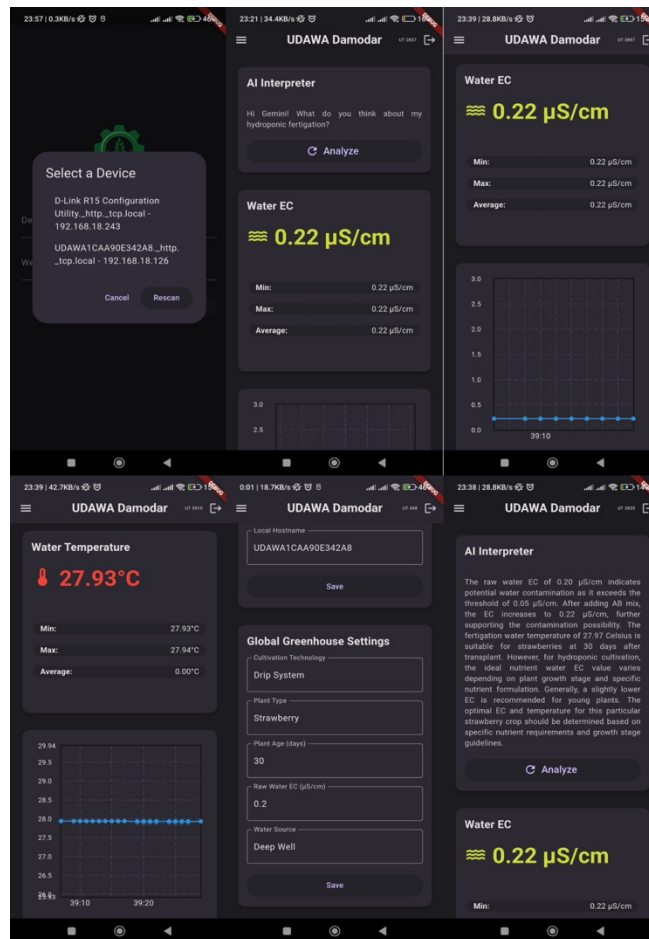 23:57 | 0.3KB/s
Select a Device
D-Link R15 Configuration
Utility._http._tcp.local -
192.168.18.243
UDAWA1CAA90E342A8._http.
_tcp.local - 192.168.18.126
De
We
Cancel Rescan
23:21 | 34.4KB/s
UDAWA Damodar
AI Interpreter
Hi Gemini! What do you think about my
hydroponic fertigation?
Analyze
Water EC
0.22 µS/cm
Min: 0.22 µS/cm
Max: 0.22 µS/cm
Average: 0.22 µS/cm
3.0
2.5
23:39 | 28.8KB/s
UDAWA Damodar
Water EC
0.22 µS/cm
Min: 0.22 µS/cm
Max: 0.22 µS/cm
Average: 0.22 µS/cm
3.0
2.5
2.0
1.5
1.0
0.5
0.0
39:10
23:39 | 42.7KB/s
UDAWA Damodar
Water Temperature
27.93°C
Min: 27.93°C
Max: 27.94°C
Average: 0.00°C
29.94
29.5
29.0
28.5
28.0
27.5
27.0
26.5
39:10 39:20
0:01 | 18.7KB/s
UDAWA Damodar
Local Hostname
UDAWA1CAA90E342A8
Save
Global Greenhouse Settings
Cultivation Technology
Drip System
Plant Type
Strawberry
Plant Age (days)
30
Raw Water EC (µS/cm)
0.2
Water Source
Deep Well
Save
23:38 | 28.8KB/s
UDAWA Damodar
AI Interpreter
The raw water EC of 0.20 µS/cm indicates
potential water contamination as it exceeds the
threshold of 0.05 µS/cm. After adding AB mix,
the EC increases to 0.22 µS/cm, further
supporting the contamination possibility. The
fertigation water temperature of 27.97 Celsius is
suitable for strawberries at 30 days after
transplant. However, for hydroponic cultivation,
the ideal nutrient water EC value varies
depending on plant growth stage and specific
nutrient formulation. Generally, a slightly lower
EC is recommended for young plants. The
optimal EC and temperature for this particular
strawberry crop should be determined based on
specific nutrient requirements and growth stage
guidelines.
Analyze
Water EC
0.22 µS/cm
Min: 0.22 µS/cm